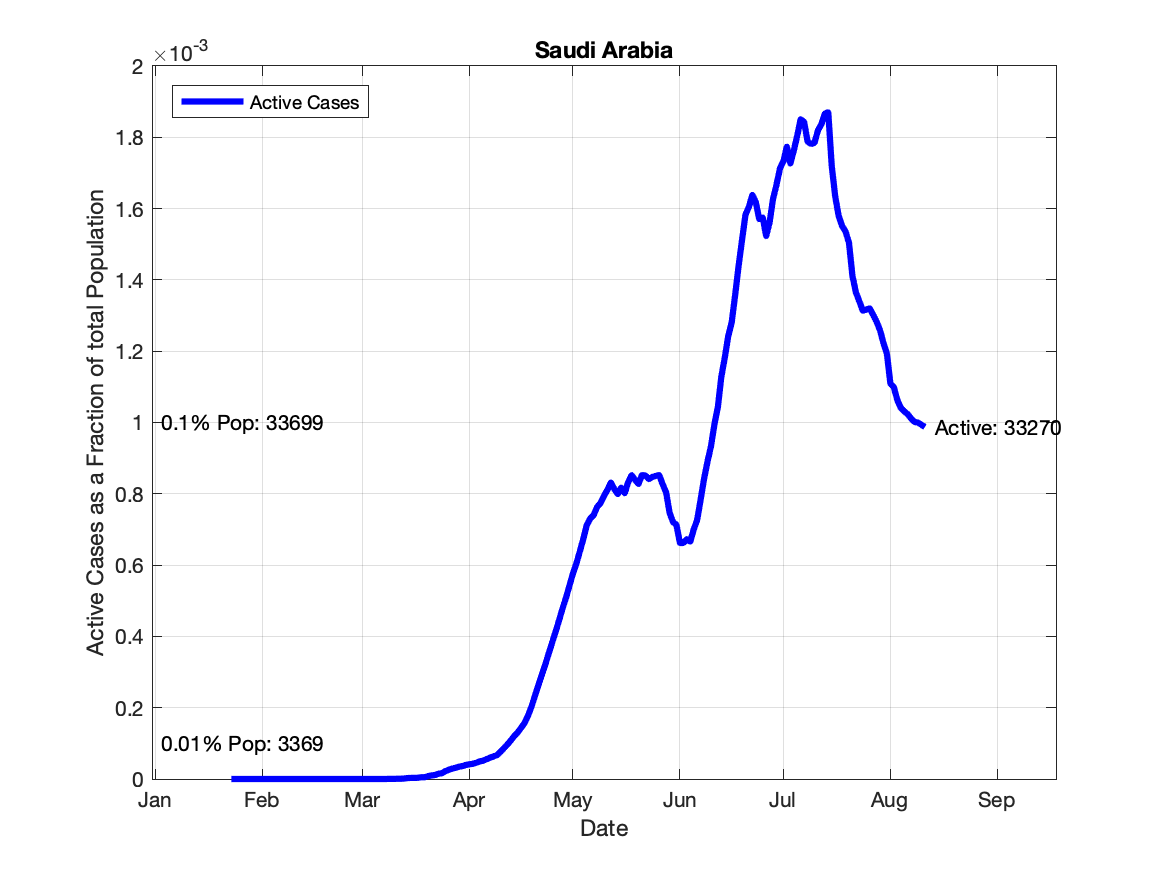 Saudi Arabia
×10-3
Active Cases
2
1.8
1.6
1.4
1.2
1
0.8
0.6
0.4
0.2
0
Active Cases as a Fraction of total Population
0.1% Pop: 33699
0.01% Pop: 3369
Active: 33270
Jan Feb Mar Apr May Jun Jul Aug Sep
Date